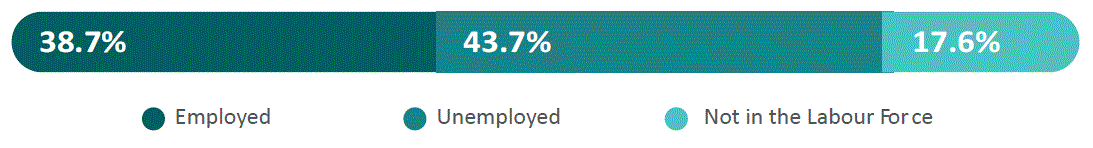 38.7% 43.7% 17.6%
Employed Unemployed Not in the Labour Force